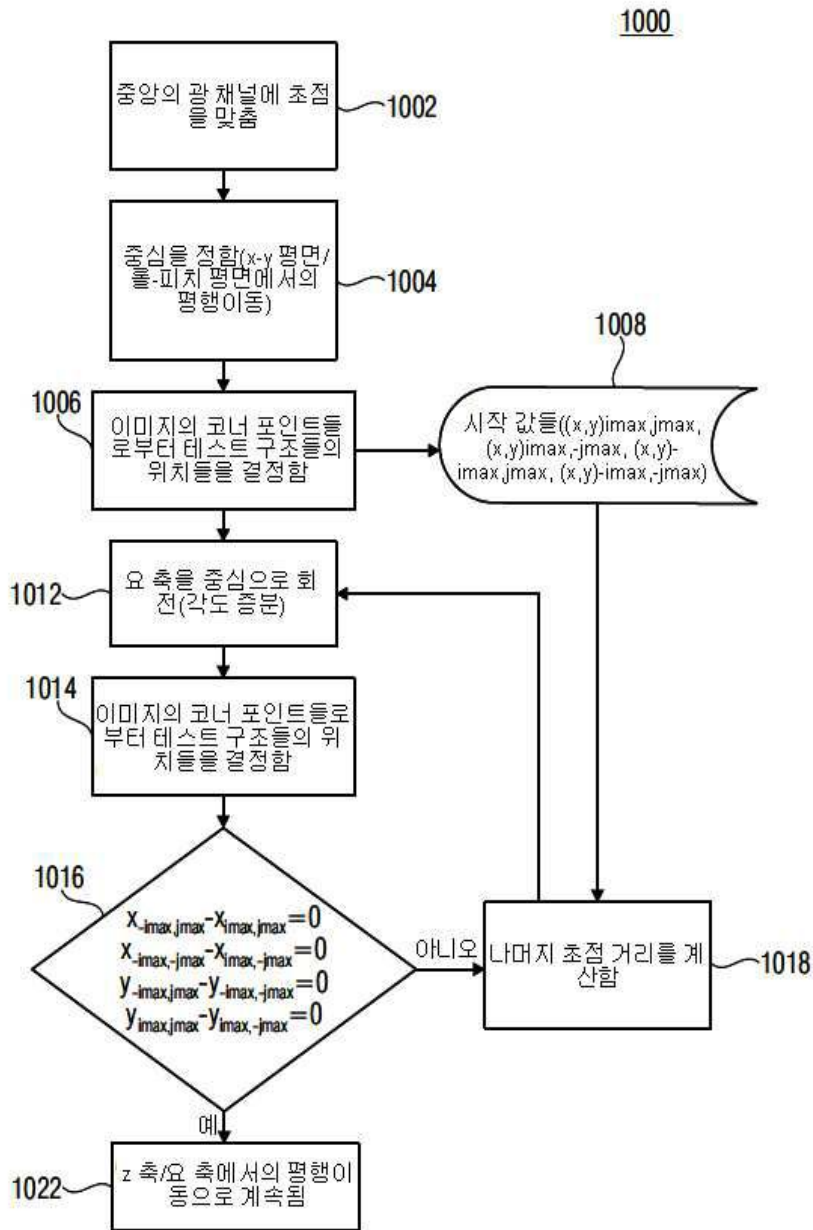 1000
중앙의 광 채널에 초점
을 맞춤
1002
중심을 정함(x-y 평면/
롤-피치 평면에서의
평행이동)
1004
1006
이미지의 코너 포인트들
로부터 테스트 구조들의
위치들을 결정함
1008
시작 값들((x,y)imax,jmax,
(x,y)imax,-jmax, (x,y)-
imax,jmax, (x,y)-imax,-jmax)
1012
요 축을 중심으로 회
전(각도 증분)
1014
이미지의 코너 포인트들로
부터 테스트 구조들의 위
치들을 결정함
1016
x-imax,jmax-ximax,jmax=0
x-imax,-jmax-ximax,-jmax=0
y-imax,jmax-y-imax,-jmax=0
yimax,jmax-yimax,-jmax=0
아니오
나머지 초점 거리를 계
산함
1018
예
1022
z 축/요 축에서의 평행이
동으로 계속됨